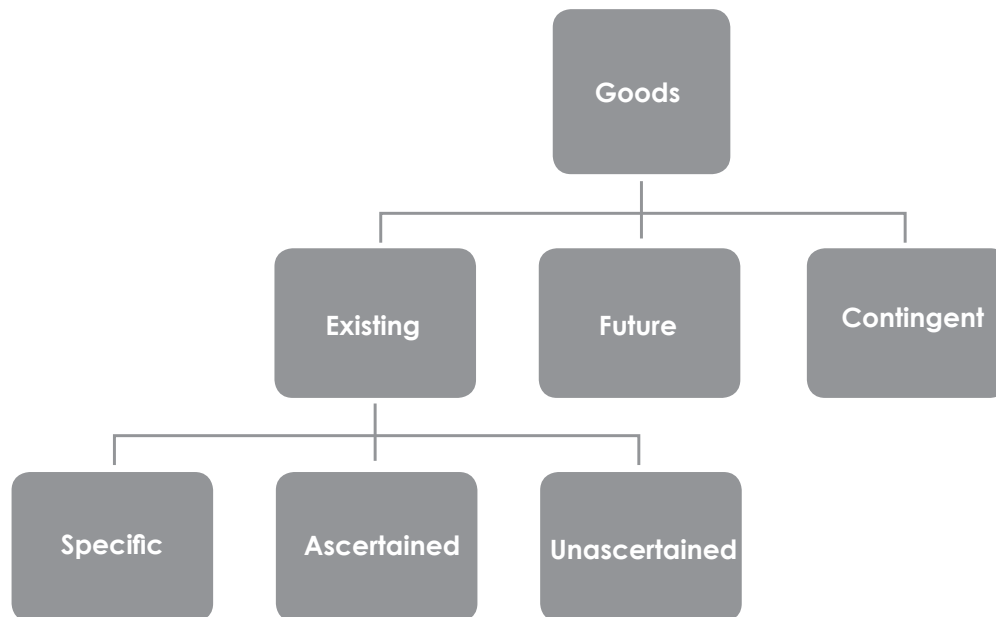 Goods
Existing
Future
Contingent
Specific
Ascertained
Unascertained